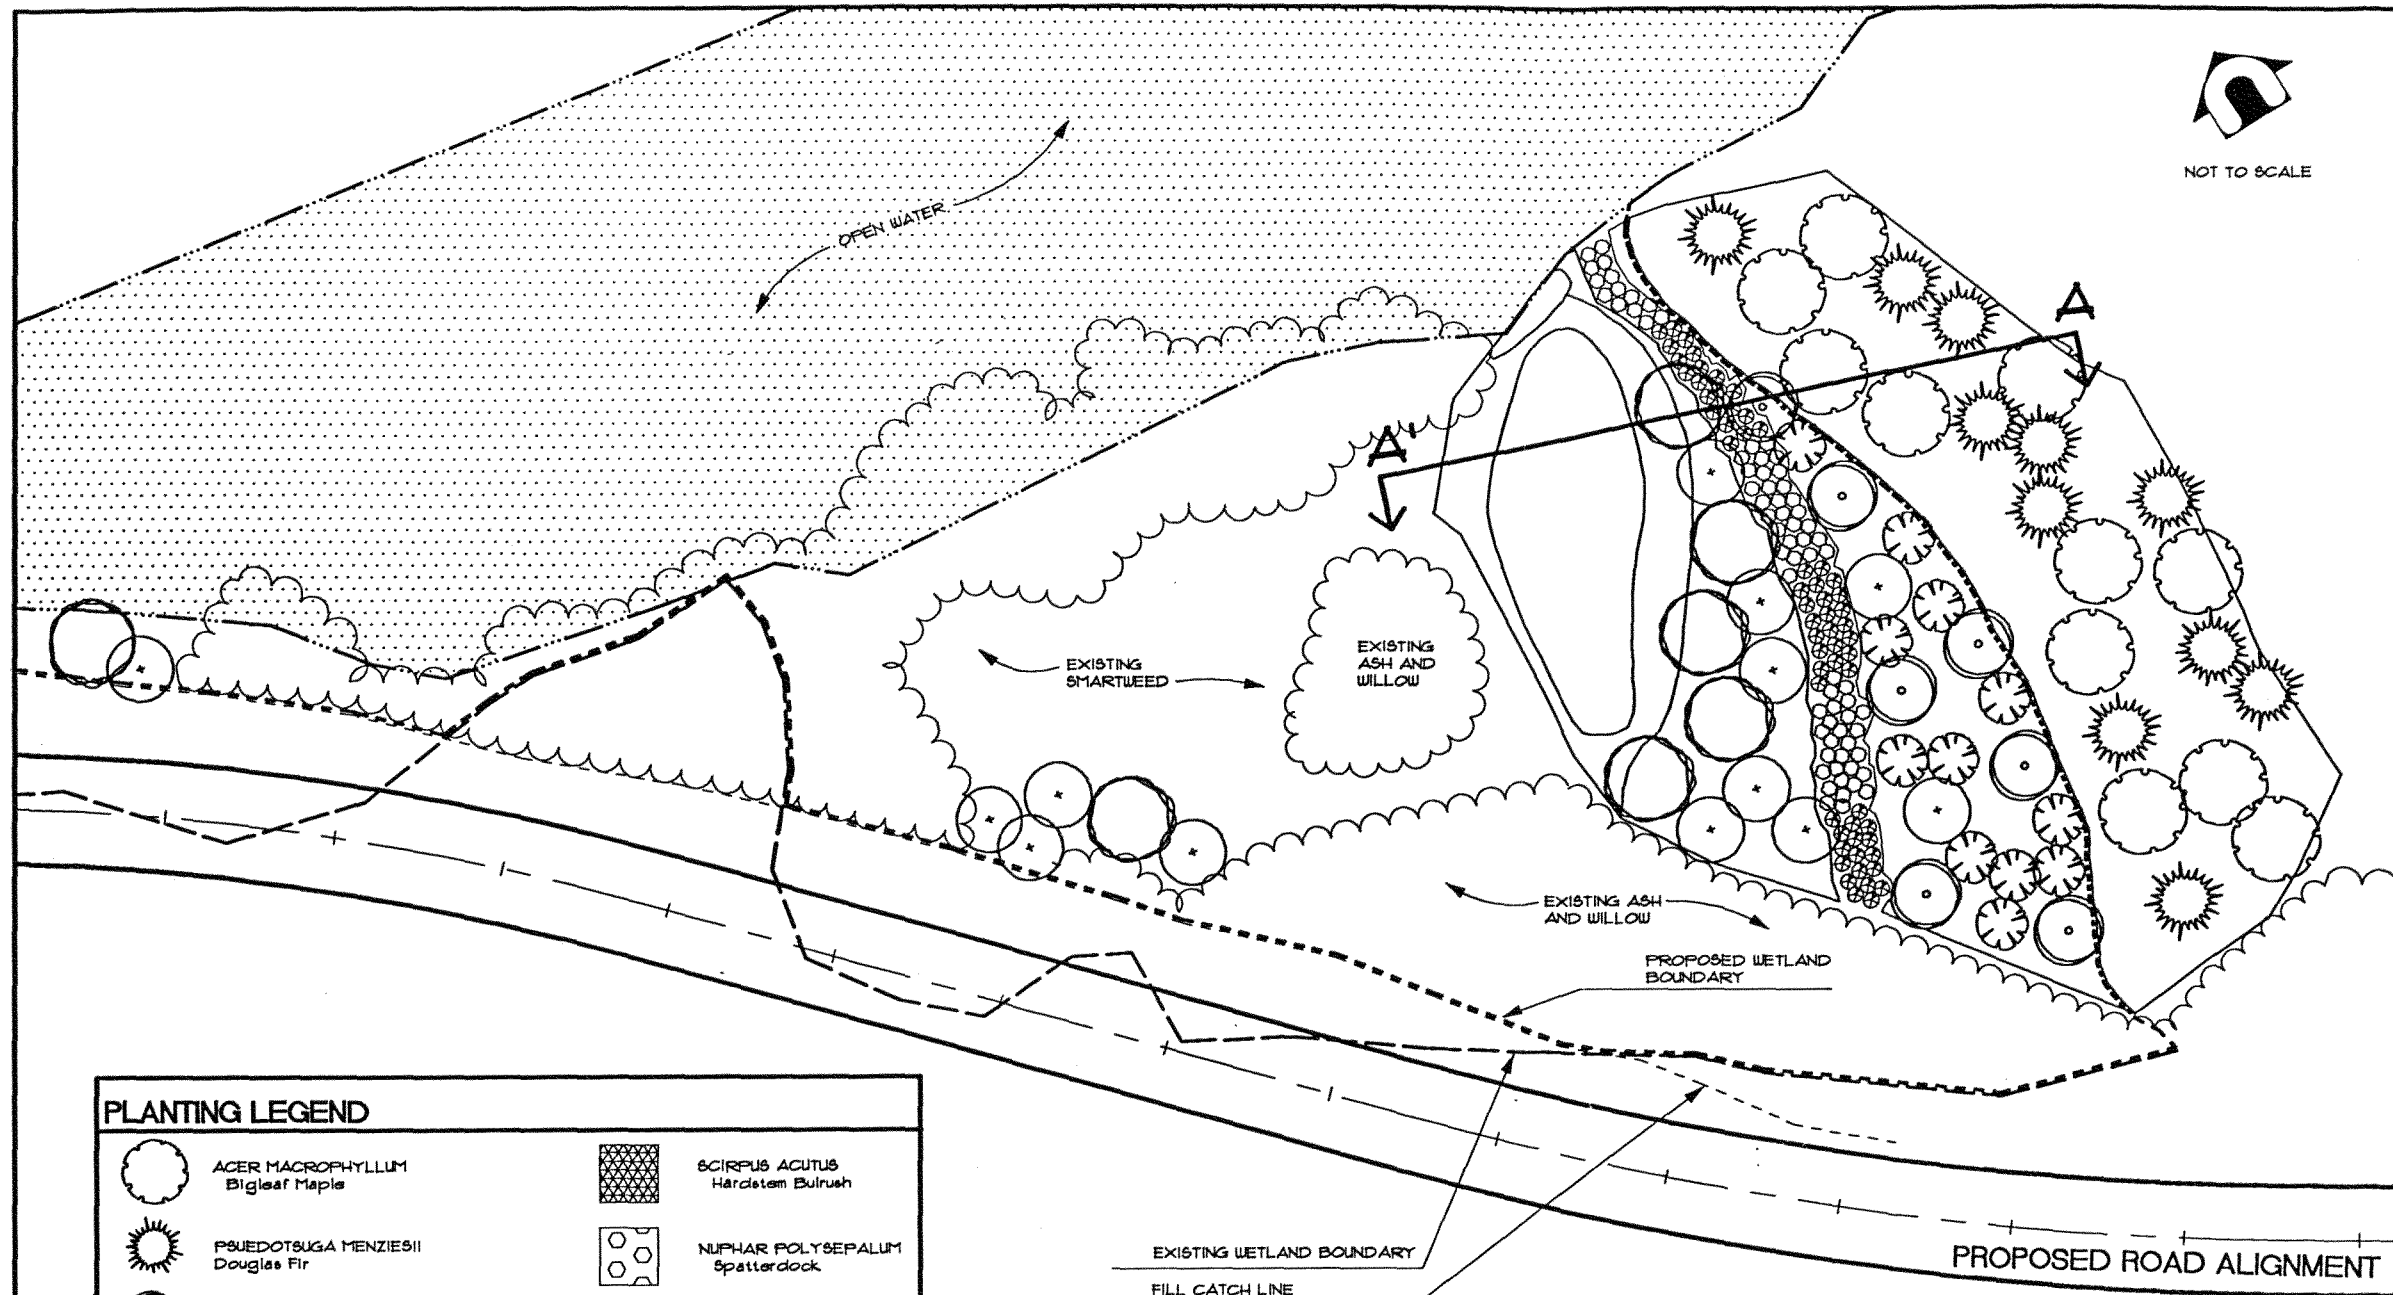 NOT TO SCALE
OPEN WATER
A
A'
EXISTING
SMARTWEED
EXISTING
ASH AND
WILLOW
EXISTING ASH
AND WILLOW
PROPOSED WETLAND
BOUNDARY
PLANTING LEGEND
ACER MACROPHYLLUM
Bigleaf Maple
SCIRPUS ACUTUS
Hardstem Bulrush
PSUEDOTSUGA MENZIESII
Douglas Fir
NUPHAR POLYSEPALUM
Spatterdock
EXISTING WETLAND BOUNDARY
FILL CATCH LINE
PROPOSED ROAD ALIGNMENT